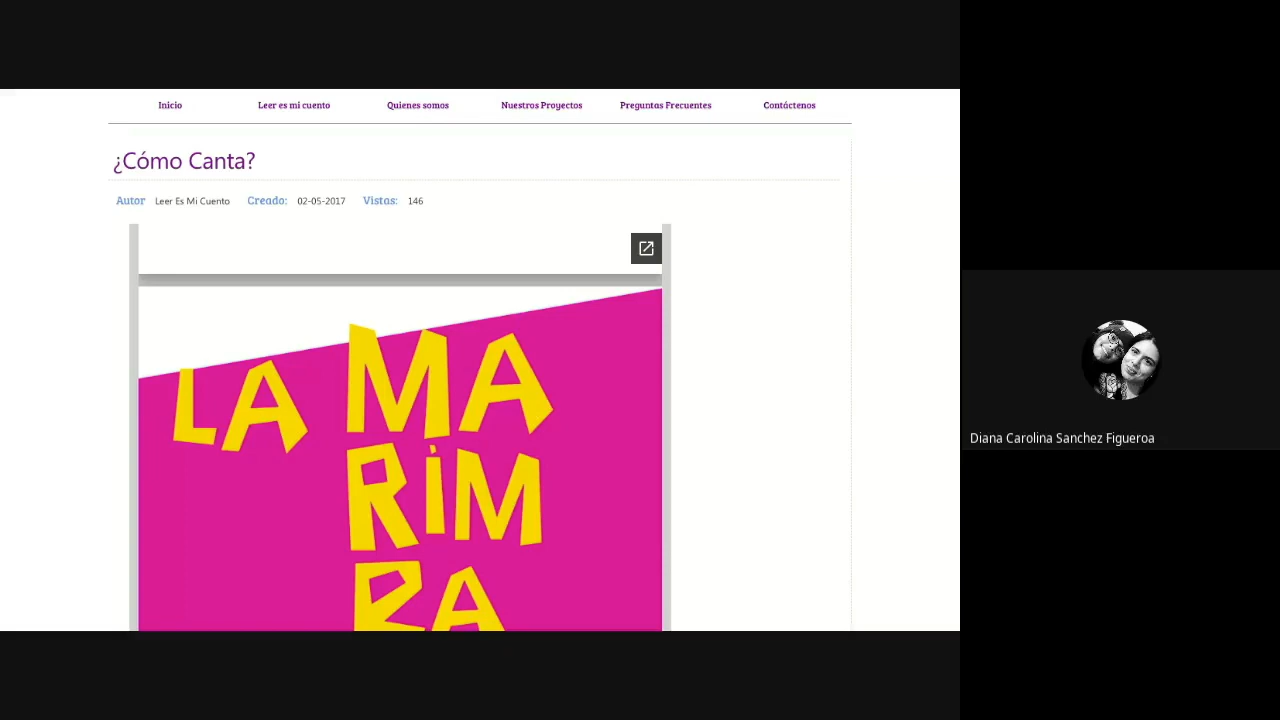 Inicio Leer es mi cuento Quienes somos Nuestros Proyectos Preguntas Frecuentes Contáctenos
¿Cómo Canta?
Autor Leer Es Mi Cuento Creado: 02-05-2017 Vistas: 146
LA MA
RIM
BA
Diana Carolina Sanchez Figueroa